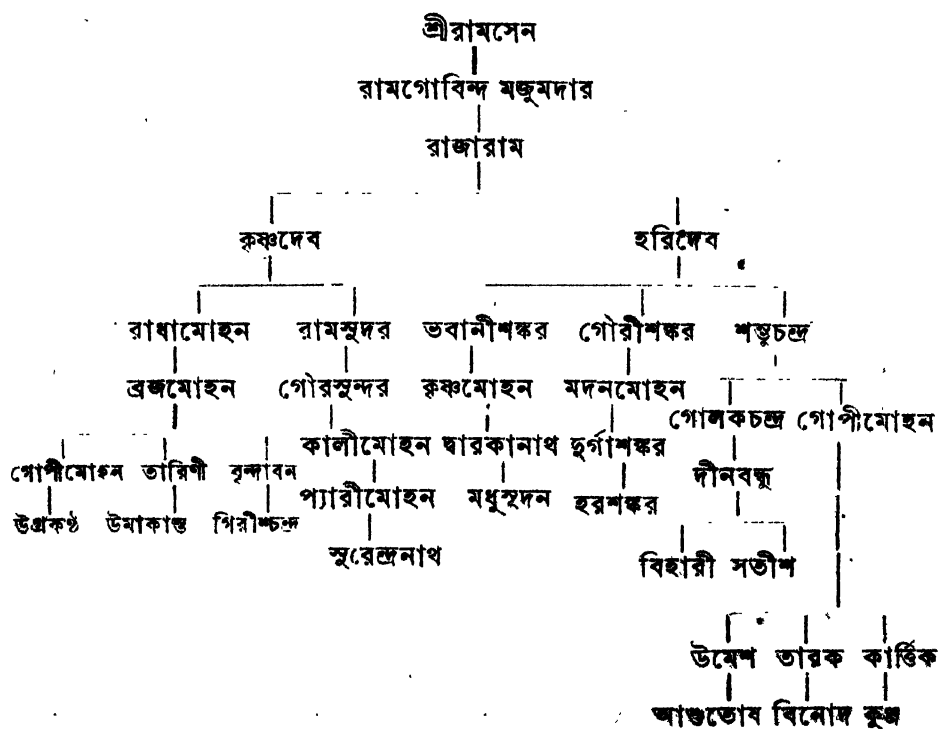 শ্রীরামসেন
রামগোবিন্দ মজুমদার
রাজারাম
কৃষ্ণদেব হরিদেব
রাধামোহন রামসুদর ভবানীশঙ্কর গৌরীশঙ্কর শম্ভুচন্দ্র
ব্রজমোহন গৌরসুন্দর কৃষ্ণমোহন মদনমোহন
গোলকচন্দ্র গোপীমোহন
কালীমোহন দ্বারকানাথ দুর্গাশঙ্কর
গোপীমোহন তারিণী বৃন্দাবন
দীনবন্ধু
প্যারীমোহন মধুসূদন হরশঙ্কর
উগ্রকণ্ঠ উমাকান্ত গিরীশচন্দ্র
সুরেন্দ্রনাথ
বিহারী সতীশ
উমেশ তারক কার্ত্তিক
আশুতোষ বিনোদ কুঞ্জ